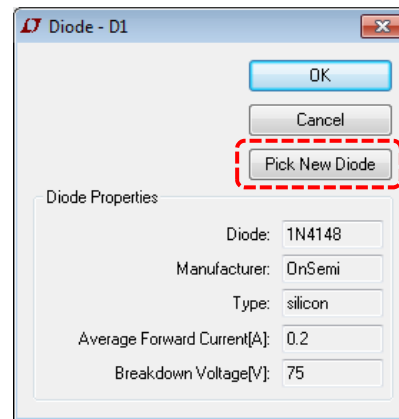 Diode - D1
OK
Cancel
Pick New Diode
Diode Properties
Diode: 1N4148
Manufacturer: OnSemi
Type: silicon
Average Forward Current[A]: 0.2
Breakdown Voltage[V]: 75